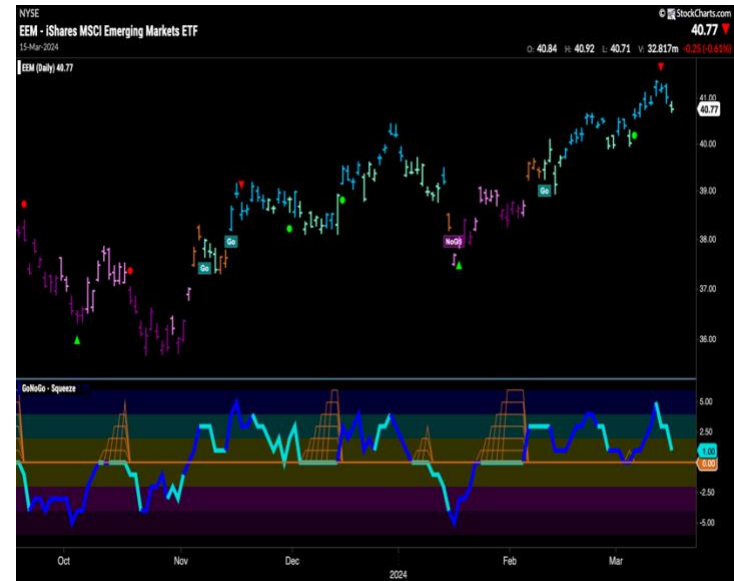 NYSE
© StockCharts.com
EEM - iShares MSCI Emerging Markets ETF
40.77
15-Mar-2024
O: 40.84 H: 40.92 L: 40.71 V: 32.817m -0.25 (-0.61%)
EEM (Daily) 40.77
41.00
40.77
40.00
39.00
Go
38.00
Go
NoGo
37.00
Go
36.00
GoNoGo - Squeeze
5.00
2.50
1.00
0.00
-2.50
-5.00
Oct Nov Dec 2024 Feb Mar